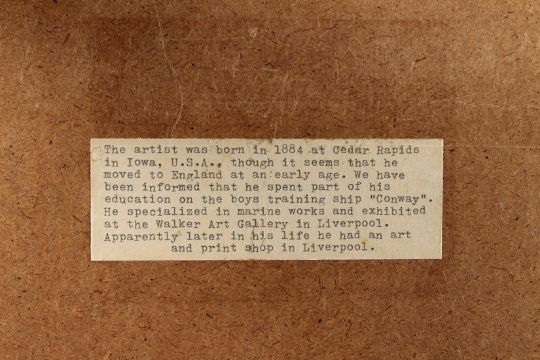 The artist was born in 1884 at Cedar Rapids
in Iowa, U.S.A., though it seems that he
moved to England at an early age. We have
been informed that he spent part of his
education on the boys training ship "Conway".
He specialized in marine works and exhibited
at the Walker Art Gallery in Liverpool.
Apparently later in his life he had an art
and print shop in Liverpool.